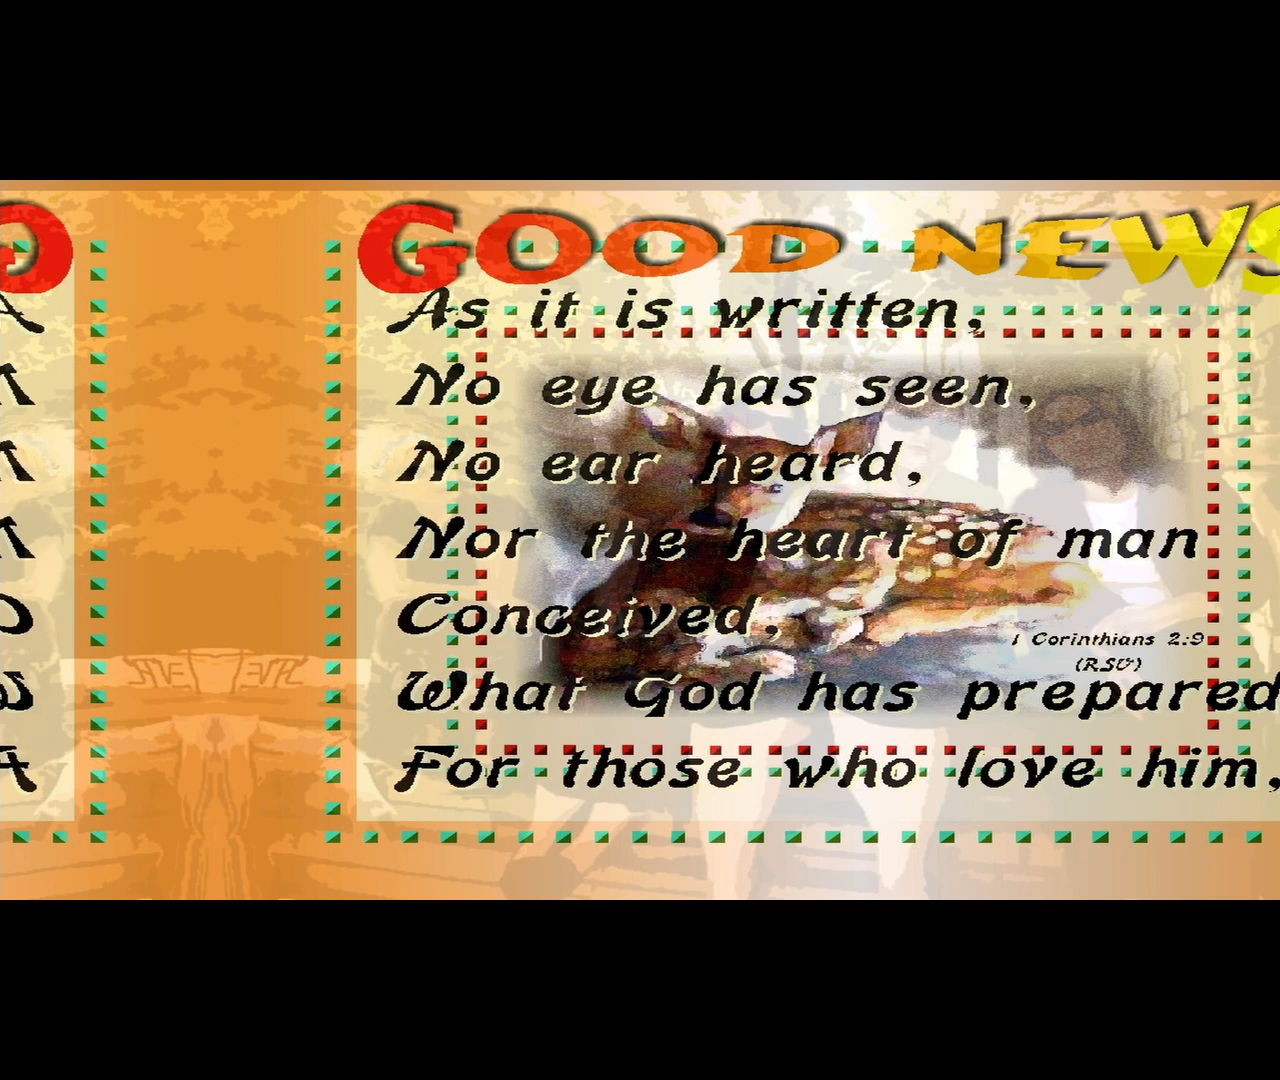 GOOD NEWS
As it is written,
No eye has seen,
No ear heard,
Nor the heart of man
Conceived,
1 Corinthians 2:9
(RSV)
What God has prepared
For those who love him,